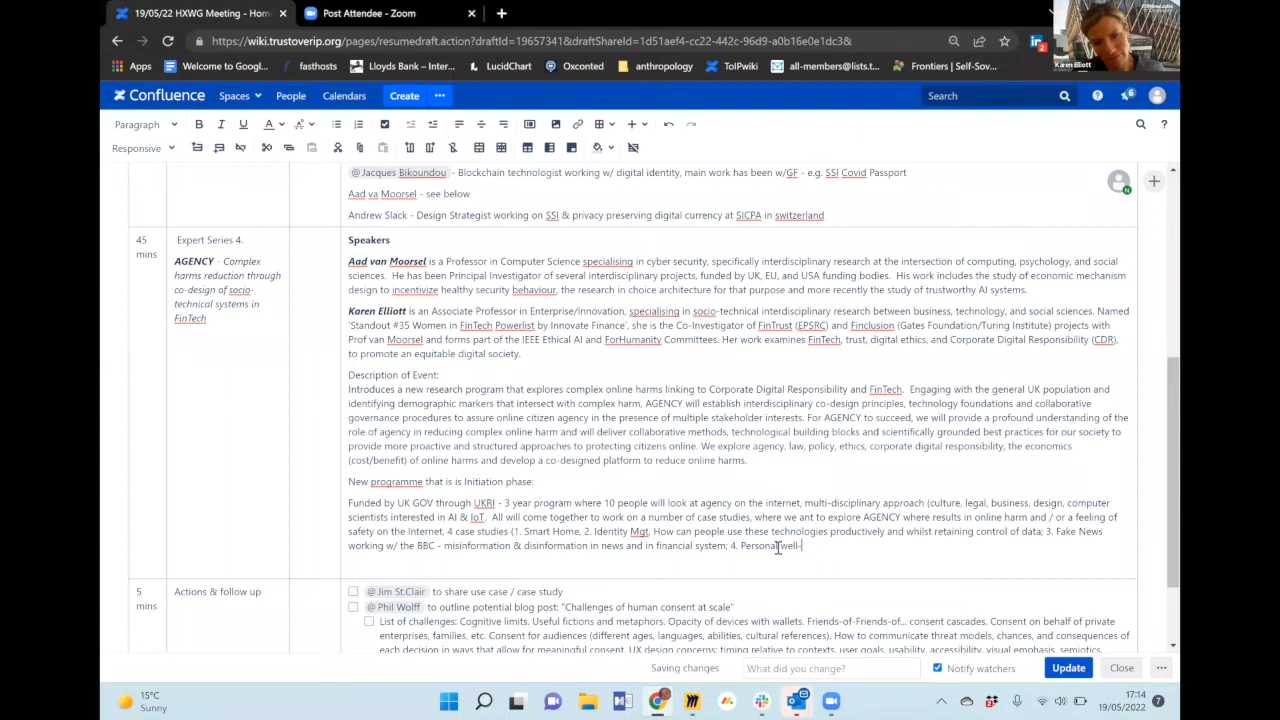 19/05/22 HXWG Meeting - Hom
Post Attendee - Zoom
https://wiki.trustoverip.org/pages/resumedraft.action?draftId=19657341&draftShareId=1d51aef4-cc22-442c-96d9-a0b16e0e1dc3&
Apps
Welcome to Googl...
fasthosts
Lloyds Bank – Inter...
LucidChart
Oxconted
anthropology
ToIPwiki
all-members@lists.t...
Frontiers | Self-Sov...
Karen Elliott
Confluence
Spaces
People
Calendars
Create
Search
6
Paragraph
B I U A
Responsive
@ Jacques Bikoundou - Blockchain technologist working w/ digital identity, main work has been w/GF - e.g. SSI Covid Passport
Aad va Moorsel - see below
Andrew Slack - Design Strategist working on SSI & privacy preserving digital currency at SICPA in switzerland
45
mins
Expert Series 4.
AGENCY - Complex
harms reduction through
co-design of socio-
technical systems in
FinTech
Speakers
Aad van Moorsel is a Professor in Computer Science specialising in cyber security, specifically interdisciplinary research at the intersection of computing, psychology, and social
sciences. He has been Principal Investigator of several interdisciplinary projects, funded by UK, EU, and USA funding bodies. His work includes the study of economic mechanism
design to incentivize healthy security behaviour, the research in choice architecture for that purpose and more recently the study of trustworthy AI systems.
Karen Elliott is an Associate Professor in Enterprise/Innovation, specialising in socio-technical interdisciplinary research between business, technology, and social sciences. Named
'Standout #35 Women in FinTech Powerlist by Innovate Finance', she is the Co-Investigator of FinTrust (EPSRC) and Finclusion (Gates Foundation/Turing Institute) projects with
Prof van Moorsel and forms part of the IEEE Ethical AI and ForHumanity Committees. Her work examines FinTech, trust, digital ethics, and Corporate Digital Responsibility (CDR),
to promote an equitable digital society.
Description of Event:
Introduces a new research program that explores complex online harms linking to Corporate Digital Responsibility and FinTech. Engaging with the general UK population and
identifying demographic markers that intersect with complex harm, AGENCY will establish interdisciplinary co-design principles, technology foundations and collaborative
governance procedures to assure online citizen agency in the presence of multiple stakeholder interests. For AGENCY to succeed, we will provide a profound understanding of the
role of agency in reducing complex online harm and will deliver collaborative methods, technological building blocks and scientifically grounded best practices for our society to
provide more proactive and structured approaches to protecting citizens online. We explore agency, law, policy, ethics, corporate digital responsibility, the economics
(cost/benefit) of online harms and develop a co-designed platform to reduce online harms.
New programme that is is Initiation phase:
Funded by UK GOV through UKRI - 3 year program where 10 people will look at agency on the internet, multi-disciplinary approach (culture, legal, business, design, computer
scientists interested in AI & IoT. All will come together to work on a number of case studies, where we ant to explore AGENCY where results in online harm and / or a feeling of
safety on the Internet, 4 case studies (1. Smart Home, 2. Identity Mgt, How can people use these technologies productively and whilst retaining control of data; 3. Fake News
working w/ the BBC - misinformation & disinformation in news and in financial system; 4. Personal well-
5
mins
Actions & follow up
@ Jim St.Clair to share use case / case study
@ Phil Wolff to outline potential blog post: "Challenges of human consent at scale"
List of challenges: Cognitive limits. Useful fictions and metaphors. Opacity of devices with wallets. Friends-of-Friends-of... consent cascades. Consent on behalf of private
enterprises, families, etc. Consent for audiences (different ages, languages, abilities, cultural references). How to communicate threat models, chances, and consequences of
each decision in ways that allow for meaningful consent. UX design concerns: timing relative to contexts, user goals, usability, accessibility, visual emphasis, semiotics,
Saving changes
What did you change?
Notify watchers
Update
Close
15°C
Sunny
17:14
19/05/2022
7